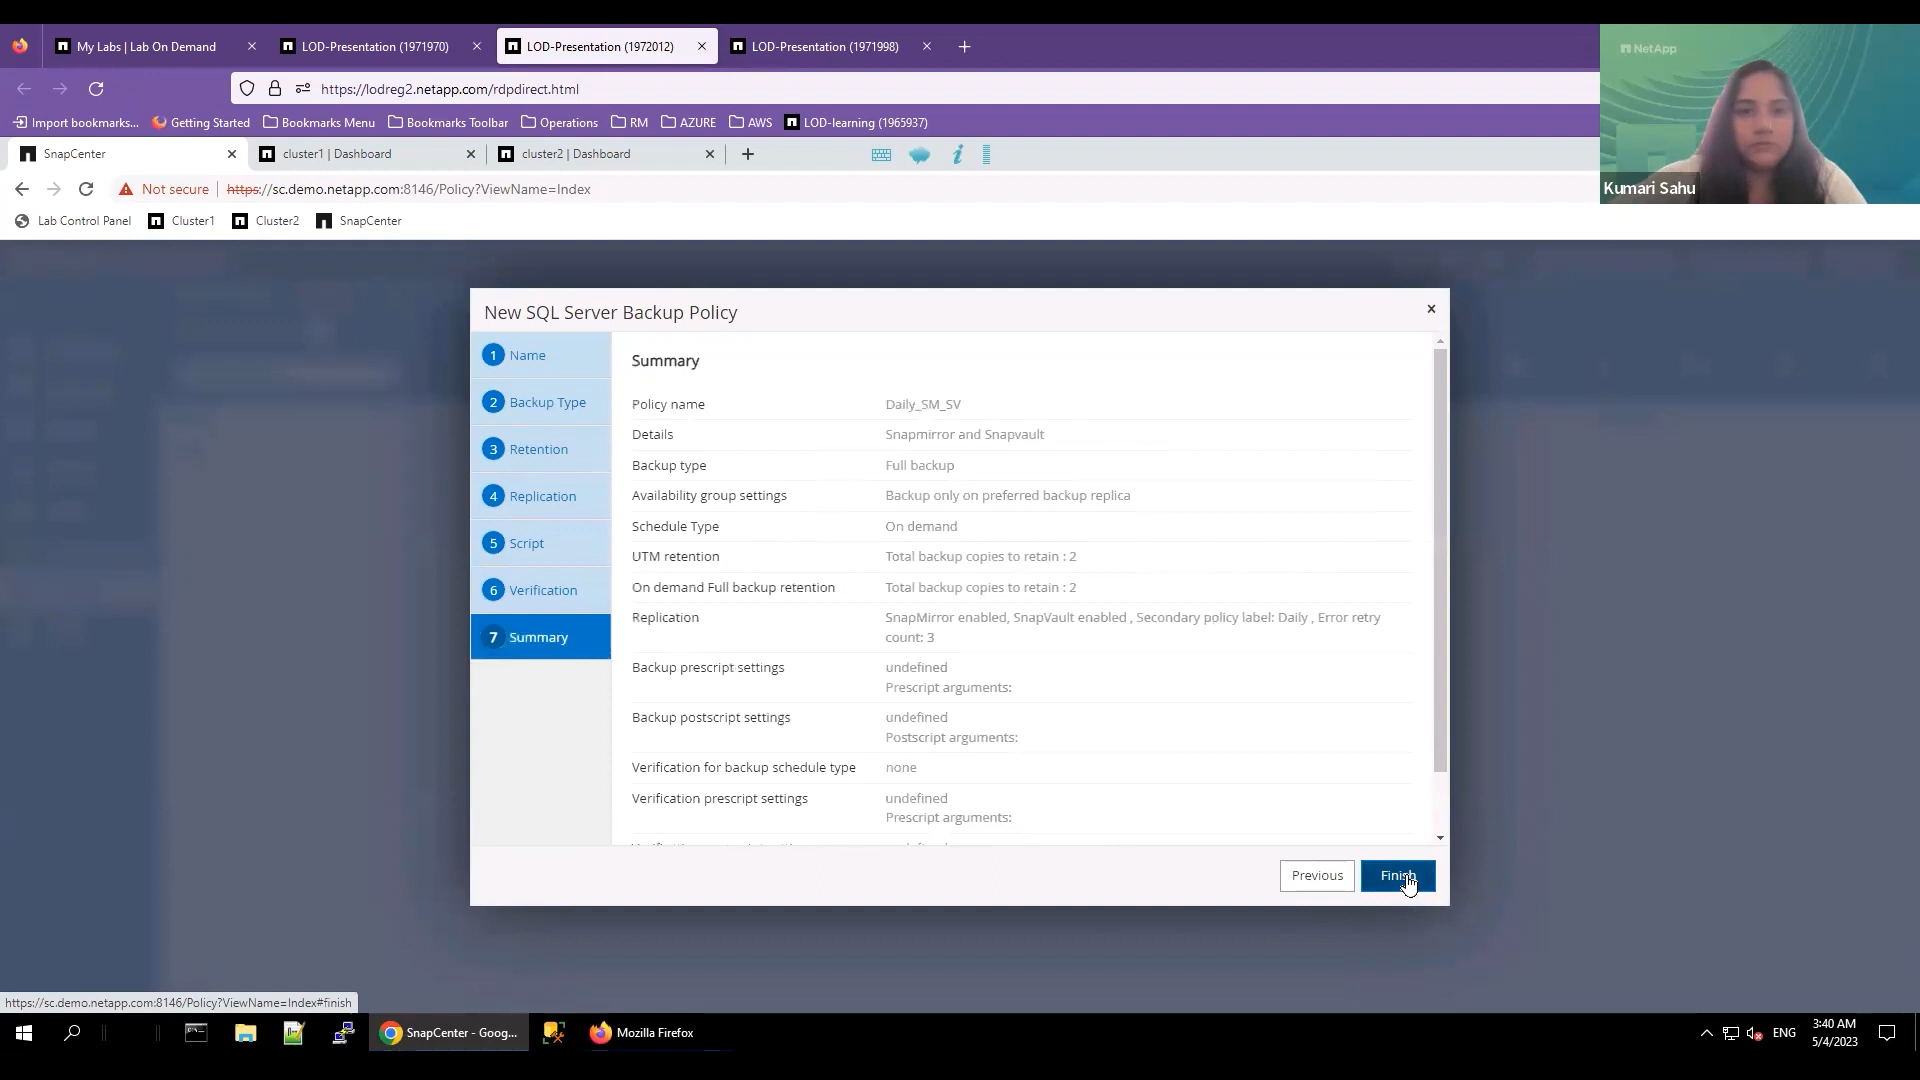 My Labs | Lab On Demand
LOD-Presentation (1971970)
LOD-Presentation (1972012)
LOD-Presentation (1971998)
NetApp
https://lodreg2.netapp.com/rdpdirect.html
Import bookmarks...
Getting Started
Bookmarks Menu
Bookmarks Toolbar
Operations
RM
AZURE
AWS
LOD-learning (1965937)
SnapCenter
cluster1 | Dashboard
cluster2 | Dashboard
Not secure
https://sc.demo.netapp.com:8146/Policy?ViewName=Index
Kumari Sahu
Lab Control Panel
Cluster1
Cluster2
SnapCenter
New SQL Server Backup Policy
1 Name
2 Backup Type
3 Retention
4 Replication
5 Script
6 Verification
7 Summary
Summary
Policy name Daily_SM_SV
Details Snapmirror and Snapvault
Backup type Full backup
Availability group settings Backup only on preferred backup replica
Schedule Type On demand
UTM retention Total backup copies to retain : 2
On demand Full backup retention Total backup copies to retain : 2
Replication SnapMirror enabled, SnapVault enabled , Secondary policy label: Daily , Error retry
count: 3
Backup prescript settings undefined
Prescript arguments:
Backup postscript settings undefined
Postscript arguments:
Verification for backup schedule type none
Verification prescript settings undefined
Prescript arguments:
Previous
Finish
https://sc.demo.netapp.com:8146/Policy?ViewName=Index#finish
SnapCenter - Goog...
Mozilla Firefox
ENG
3:40 AM
5/4/2023